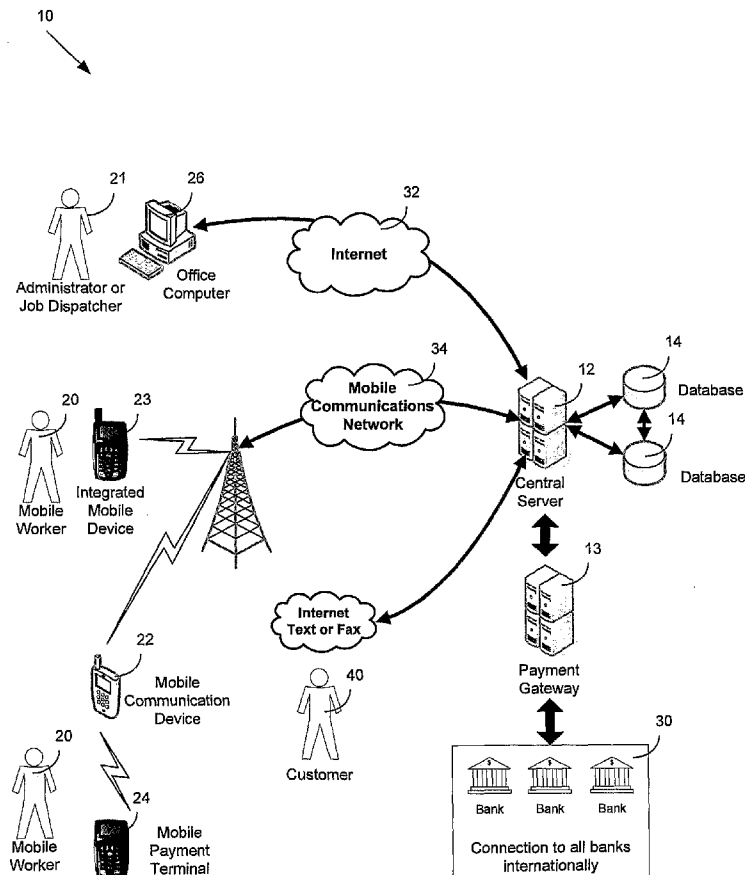 10
21
26
32
Internet
Administrator or
Job Dispatcher
Office
Computer
34
Mobile
Communications
Network
12
14
Database
14
Database
Central
Server
20
23
Mobile
Worker
Integrated
Mobile
Device
13
Internet
Text or Fax
22
Mobile
Communication
Device
40
Customer
Payment
Gateway
30
$ $ $
Bank Bank Bank
Connection to all banks
internationally
20
24
Mobile
Worker
Mobile
Payment
Terminal